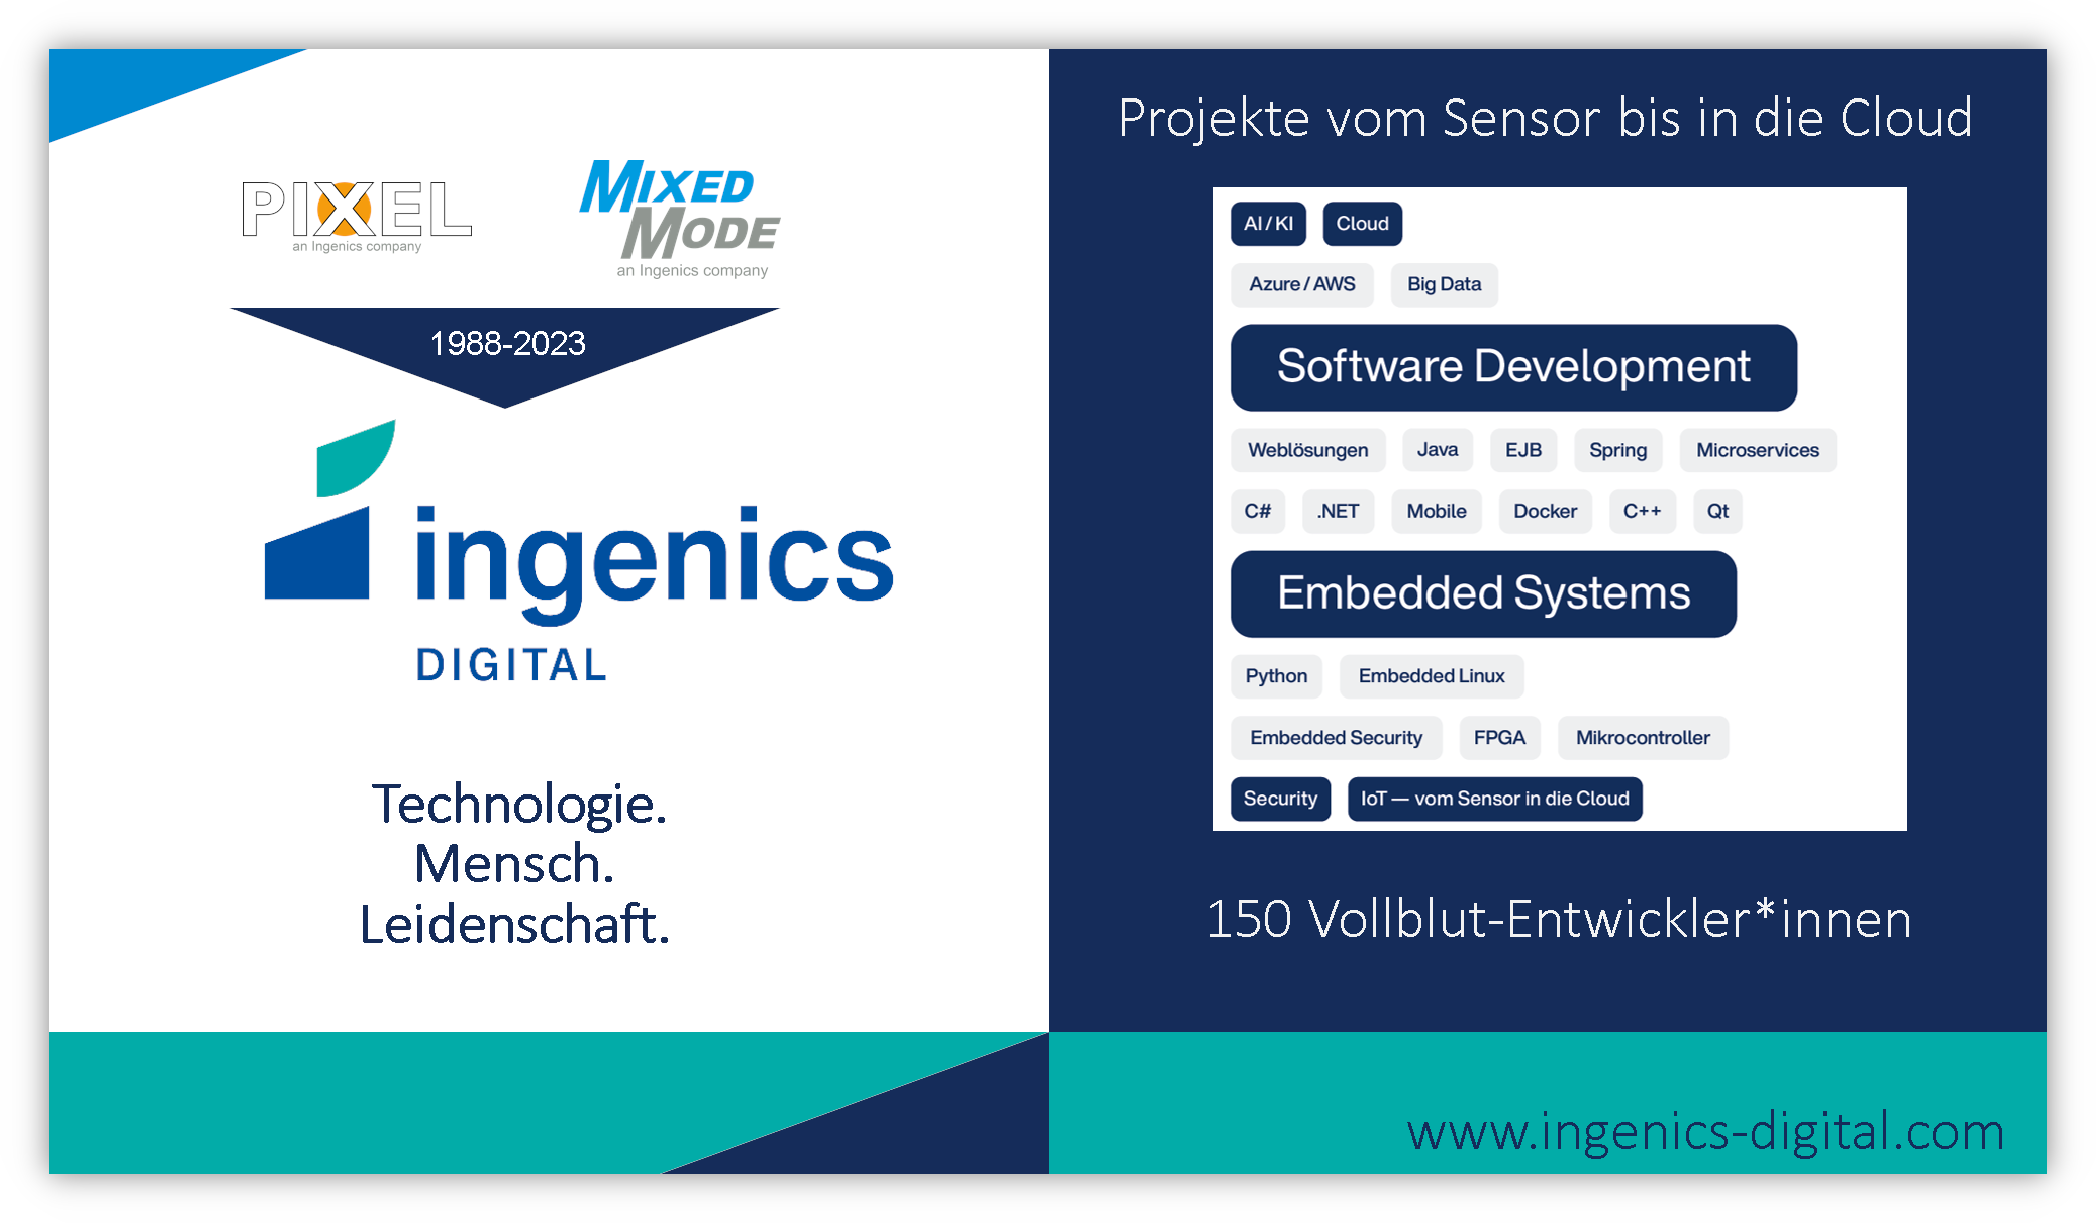 PIXEL
an Ingenics company
MIXED
MODE
an Ingenics company
1988-2023
ingenics
DIGITAL
Technologie.
Mensch.
Leidenschaft.
Projekte vom Sensor bis in die Cloud
AI / KI Cloud
Azure / AWS Big Data
Software Development
Weblösungen Java EJB Spring Microservices
C# .NET Mobile Docker C++ Qt
Embedded Systems
Python Embedded Linux
Embedded Security FPGA Mikrocontroller
Security IoT — vom Sensor in die Cloud
150 Vollblut-Entwickler*innen
www.ingenics-digital.com